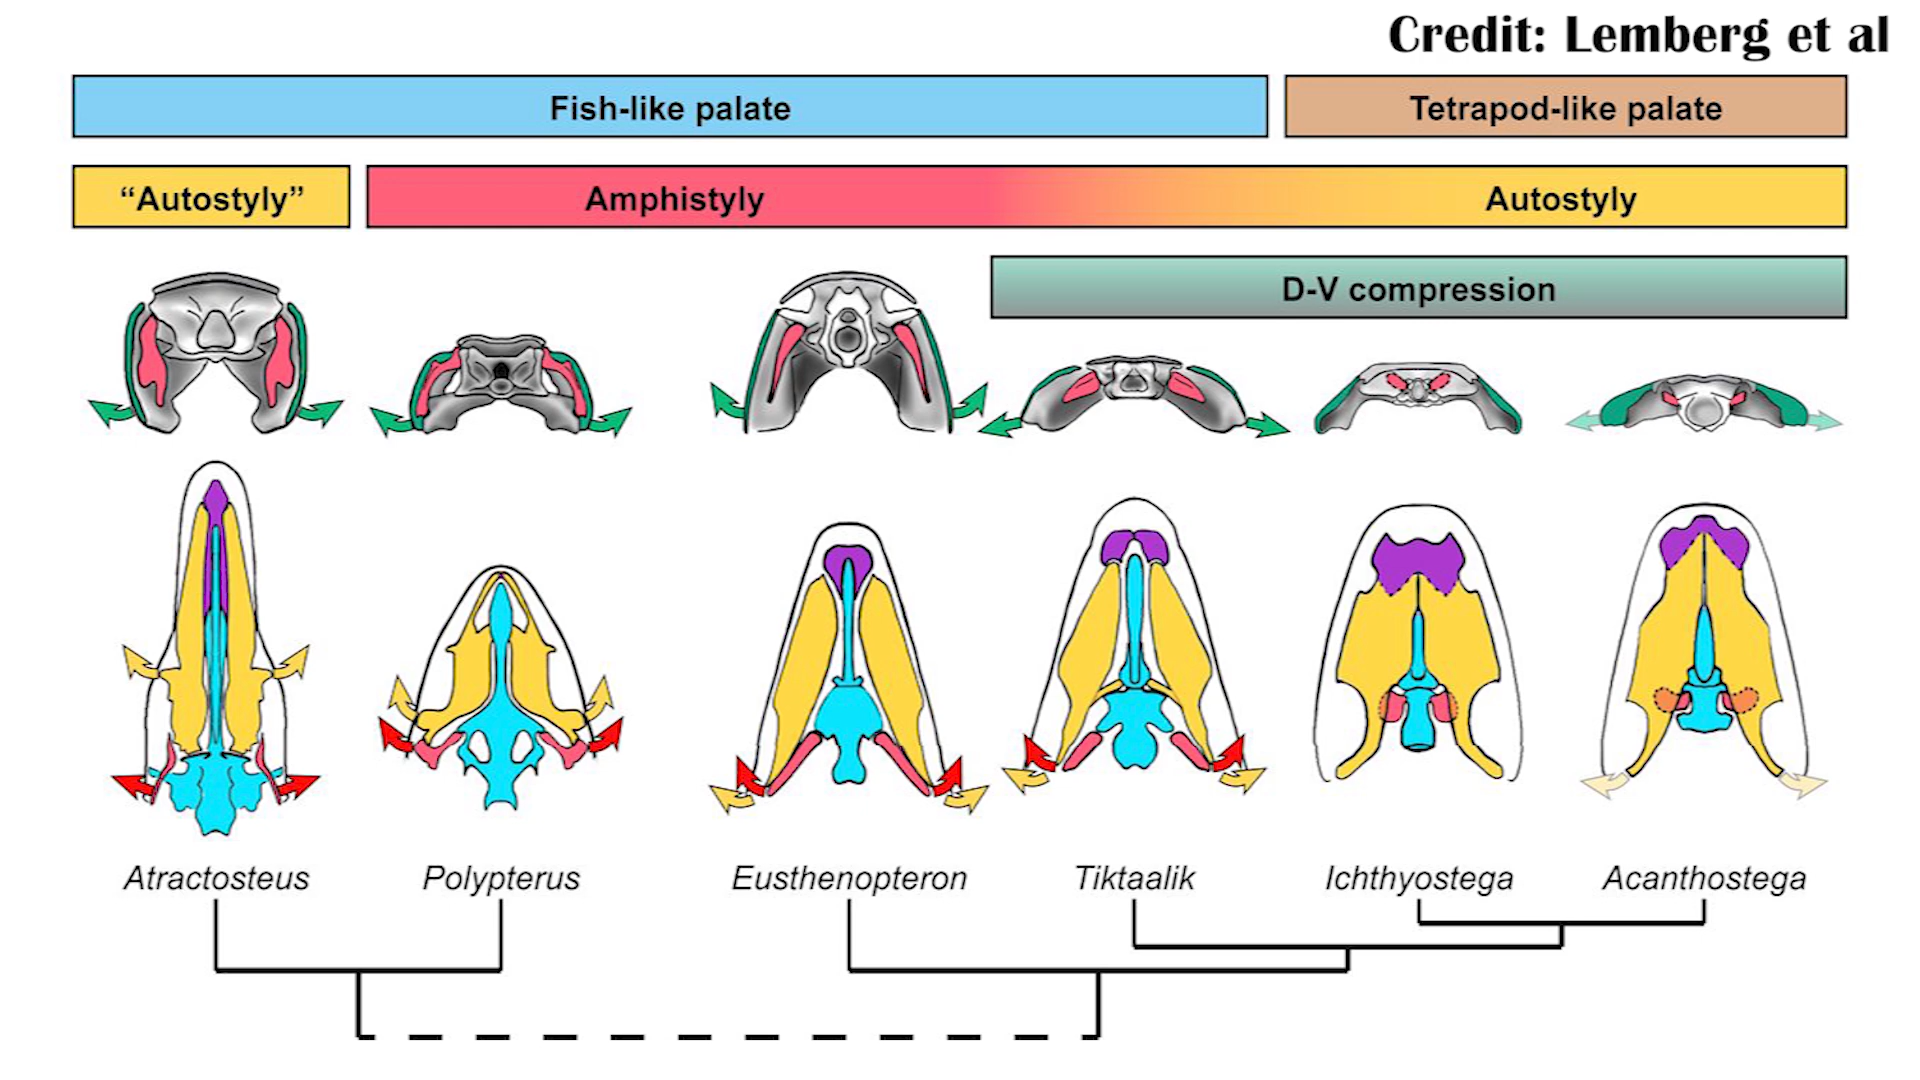 Credit: Lemberg et al
Fish-like palate
Tetrapod-like palate
“Autostyly”
Amphistyly
Autostyly
D-V compression
Atractosteus
Polypterus
Eusthenopteron
Tiktaalik
Ichthyostega
Acanthostega